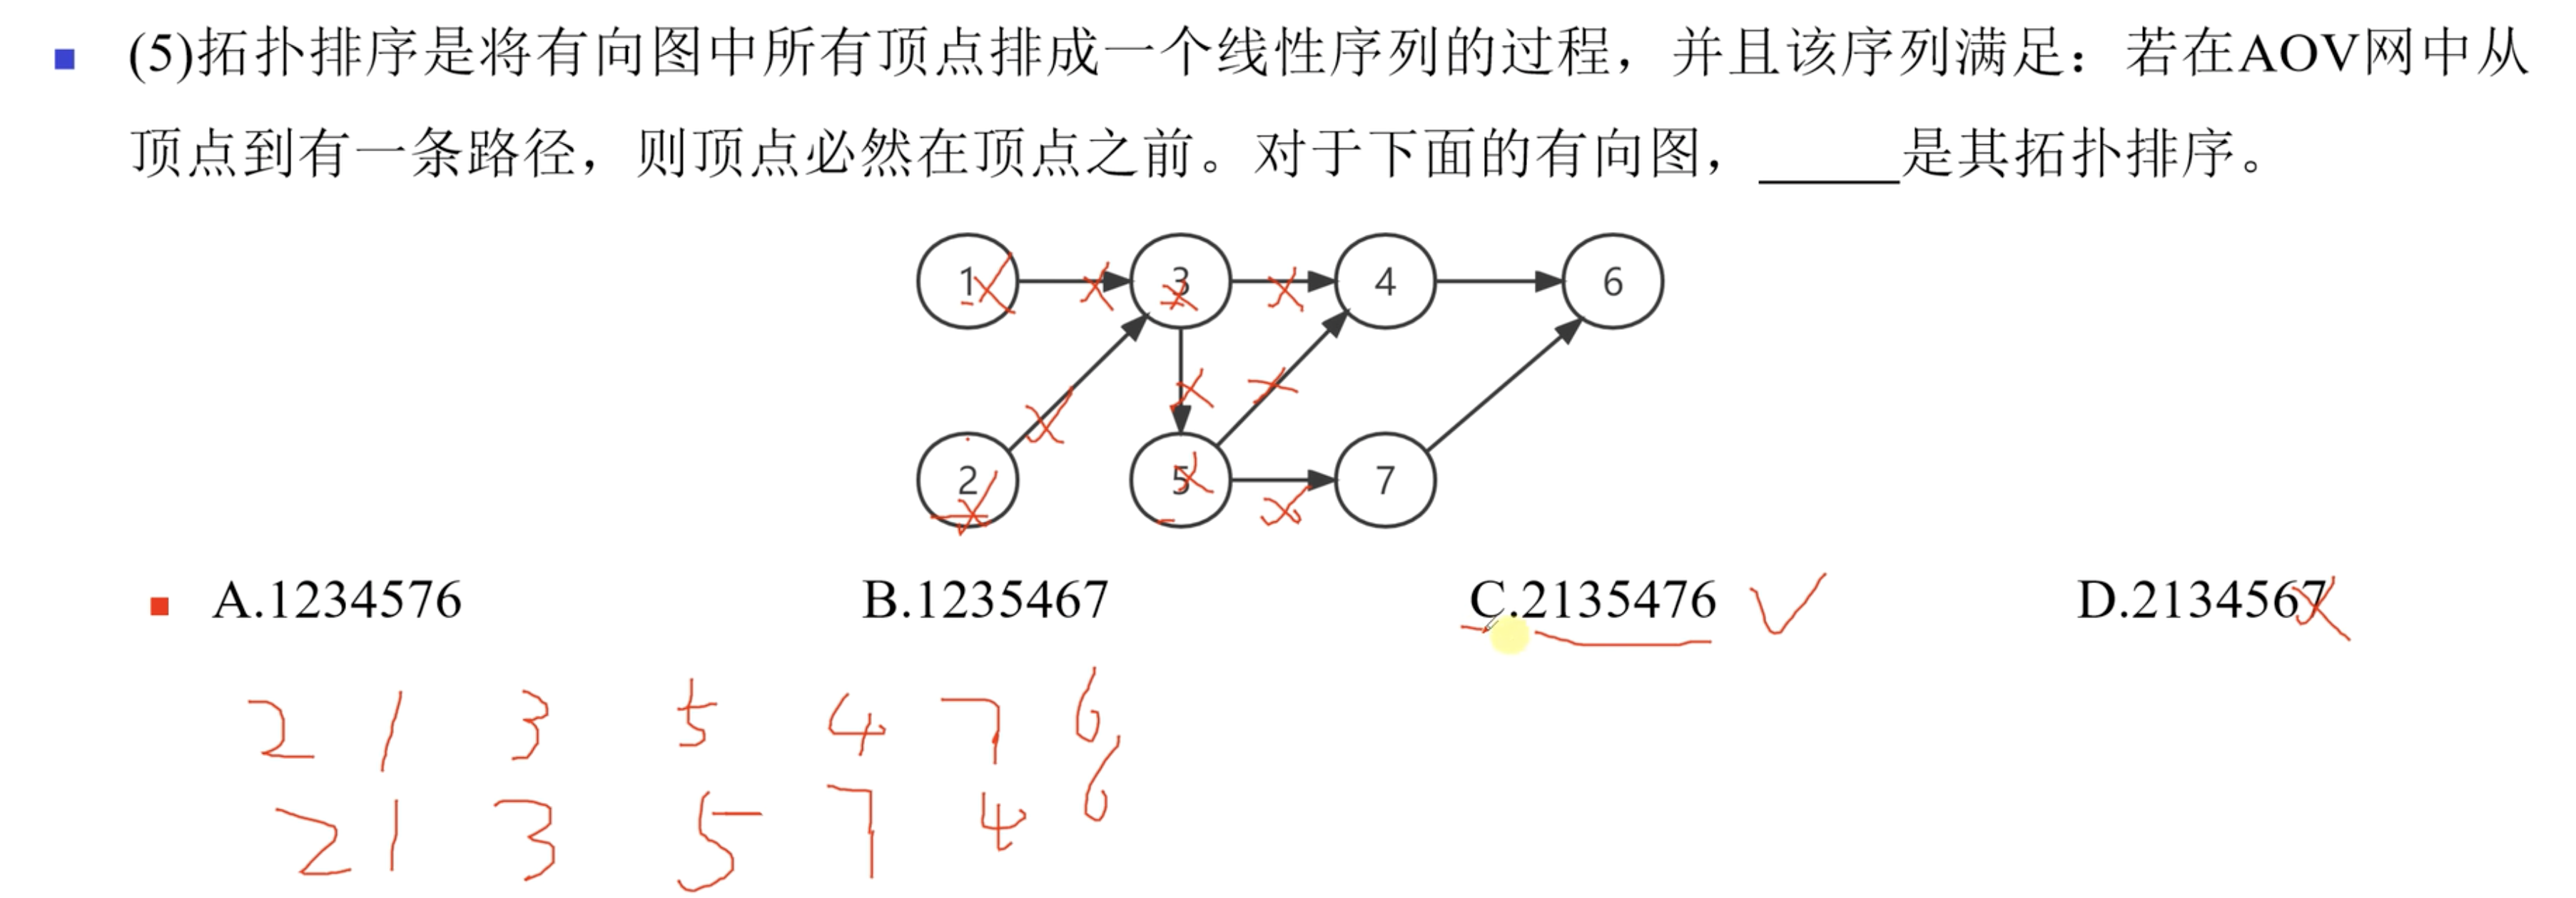 (5)拓扑排序是将有向图中所有顶点排成一个线性序列的过程，并且该序列满足：若在AOV网中从
顶点到有一条路径，则顶点必然在顶点之前。对于下面的有向图，_____是其拓扑排序。
1 3 4 6
2 5 7
A.1234576 B.1235467 C.2135476 D.2134567
2 1 3 5 4 7 6
2 1 3 5 7 4 6